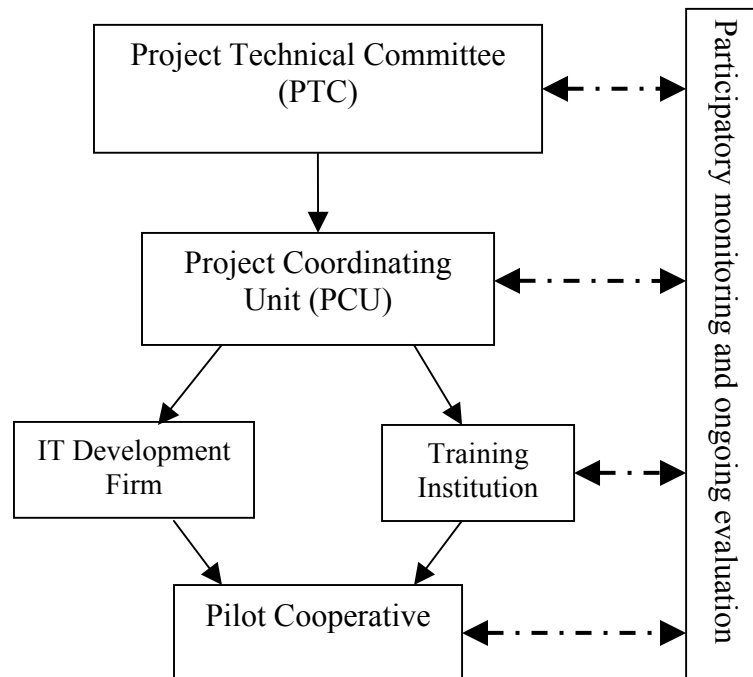 Project Technical Committee
(PTC)
Project Coordinating
Unit (PCU)
IT Development
Firm
Training
Institution
Pilot Cooperative
Participatory monitoring and ongoing evaluation